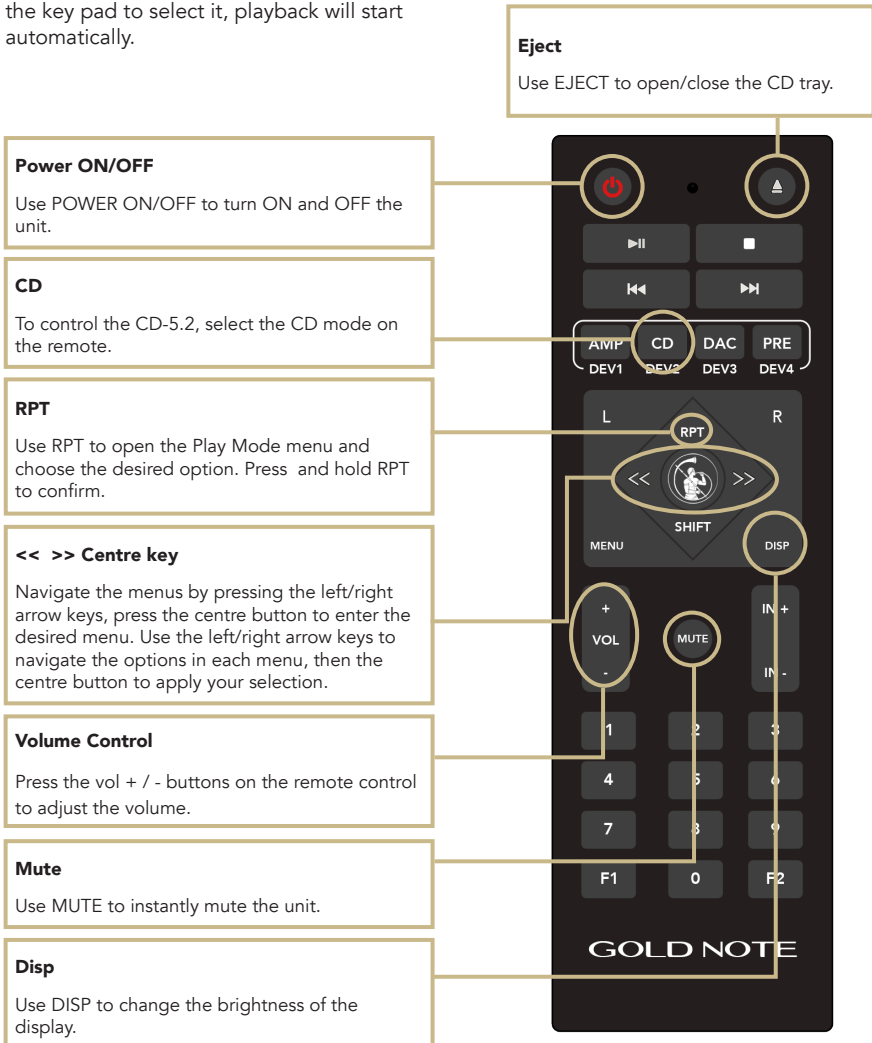 the key pad to select it, playback will start
automatically.
Eject
Use EJECT to open/close the CD tray.
Power ON/OFF
Use POWER ON/OFF to turn ON and OFF the
unit.
CD
To control the CD-5.2, select the CD mode on
the remote.
RPT
Use RPT to open the Play Mode menu and
choose the desired option. Press  and hold RPT
to confirm.
<< >> Centre key
Navigate the menus by pressing the left/right
arrow keys, press the centre button to enter the
desired menu. Use the left/right arrow keys to
navigate the options in each menu, then the
centre button to apply your selection.
Volume Control
Press the vol + / - buttons on the remote control
to adjust the volume.
Mute
Use MUTE to instantly mute the unit.
Disp
Use DISP to change the brightness of the
display.
AMP CD DAC PRE
DEV1 DEV2 DEV3 DEV4
L R
RPT
<< >>
SHIFT
MENU DISP
+ IN +
VOL MUTE
- IN -
1 2 3
4 5 6
7 8 9
F1 0 F2
GOLD NOTE